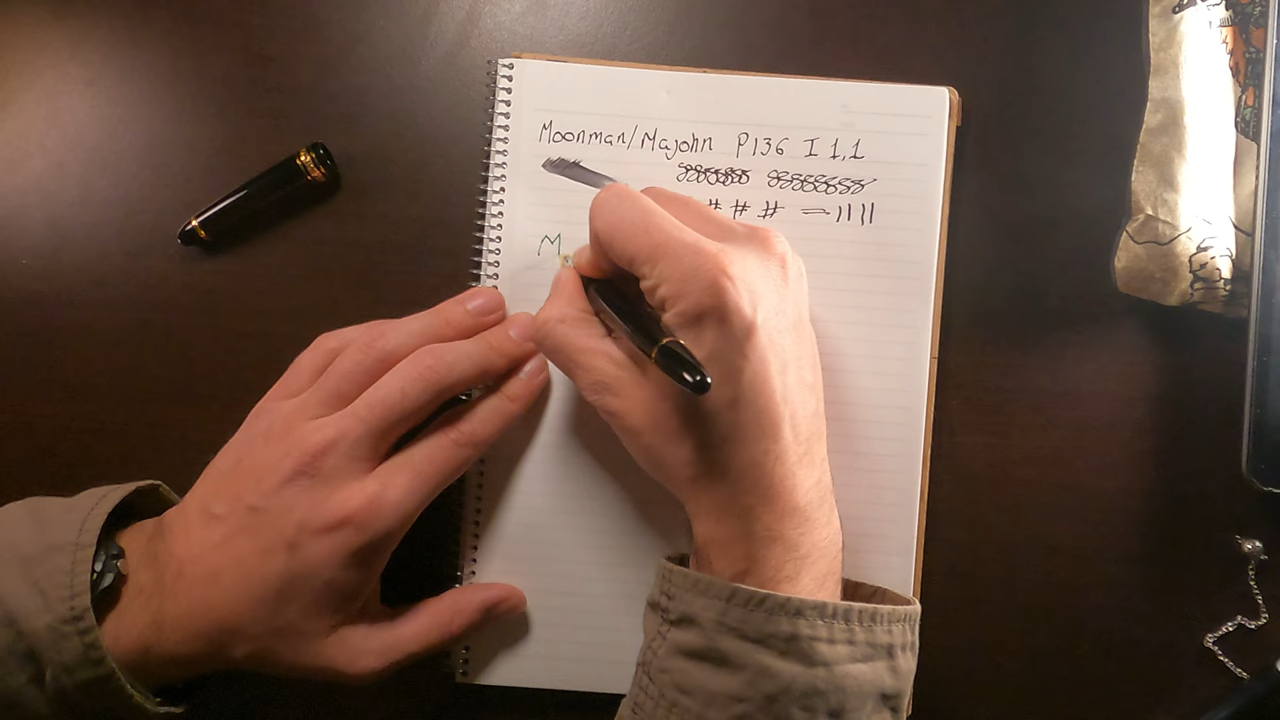 Moonman/Majohn P136 I 1,1
# # # = | | | |
M